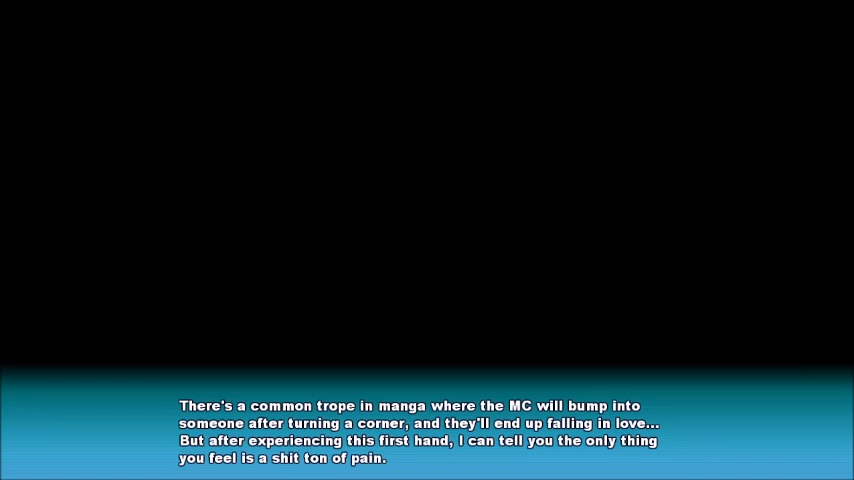 There's a common trope in manga where the MC will bump into
someone after turning a corner, and they'll end up falling in love...
But after experiencing this first hand, I can tell you the only thing
you feel is a shit ton of pain.